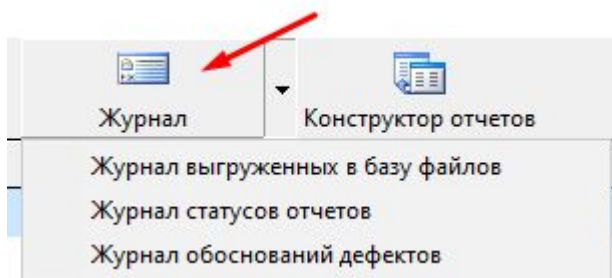 Журнал
Конструктор отчетов
Журнал выгруженных в базу файлов
Журнал статусов отчетов
Журнал обоснований дефектов